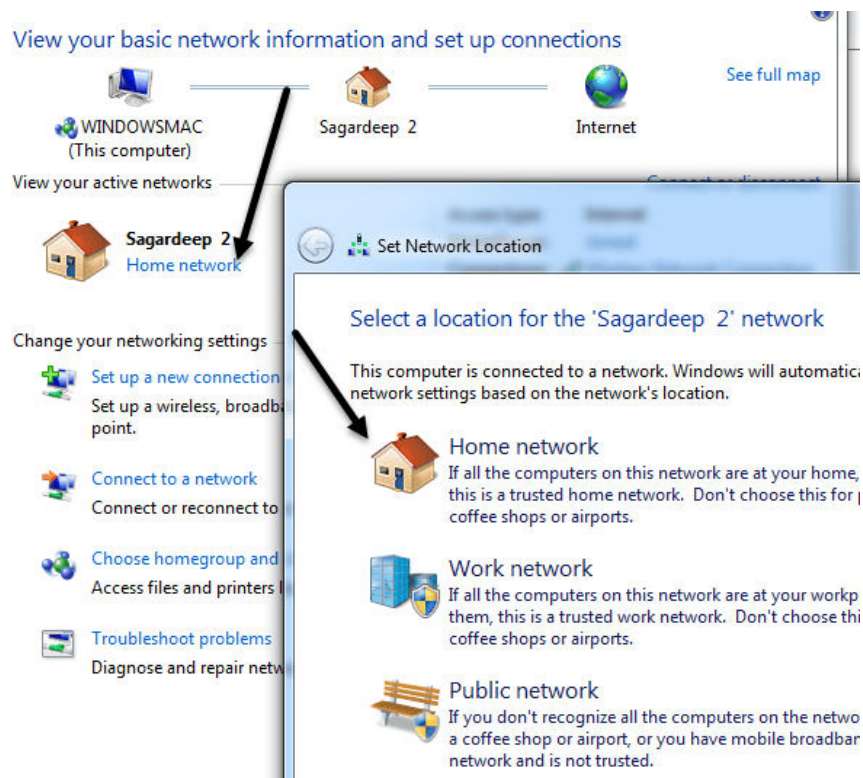 View your basic network information and set up connections
See full map
WINDOWSMAC
(This computer)
Sagardeep 2
Internet
View your active networks
Connect or disconnect
Sagardeep 2
Home network
Change your networking settings
Set up a new connection
Set up a wireless, broadba
point.
Connect to a network
Connect or reconnect to
Choose homegroup and
Access files and printers l
Troubleshoot problems
Diagnose and repair netw
Set Network Location
Select a location for the 'Sagardeep 2' network
This computer is connected to a network. Windows will automatica
network settings based on the network's location.
Home network
If all the computers on this network are at your home,
this is a trusted home network. Don't choose this for p
coffee shops or airports.
Work network
If all the computers on this network are at your workp
them, this is a trusted work network. Don't choose thi
coffee shops or airports.
Public network
If you don't recognize all the computers on the netwo
a coffee shop or airport, or you have mobile broadban
network and is not trusted.